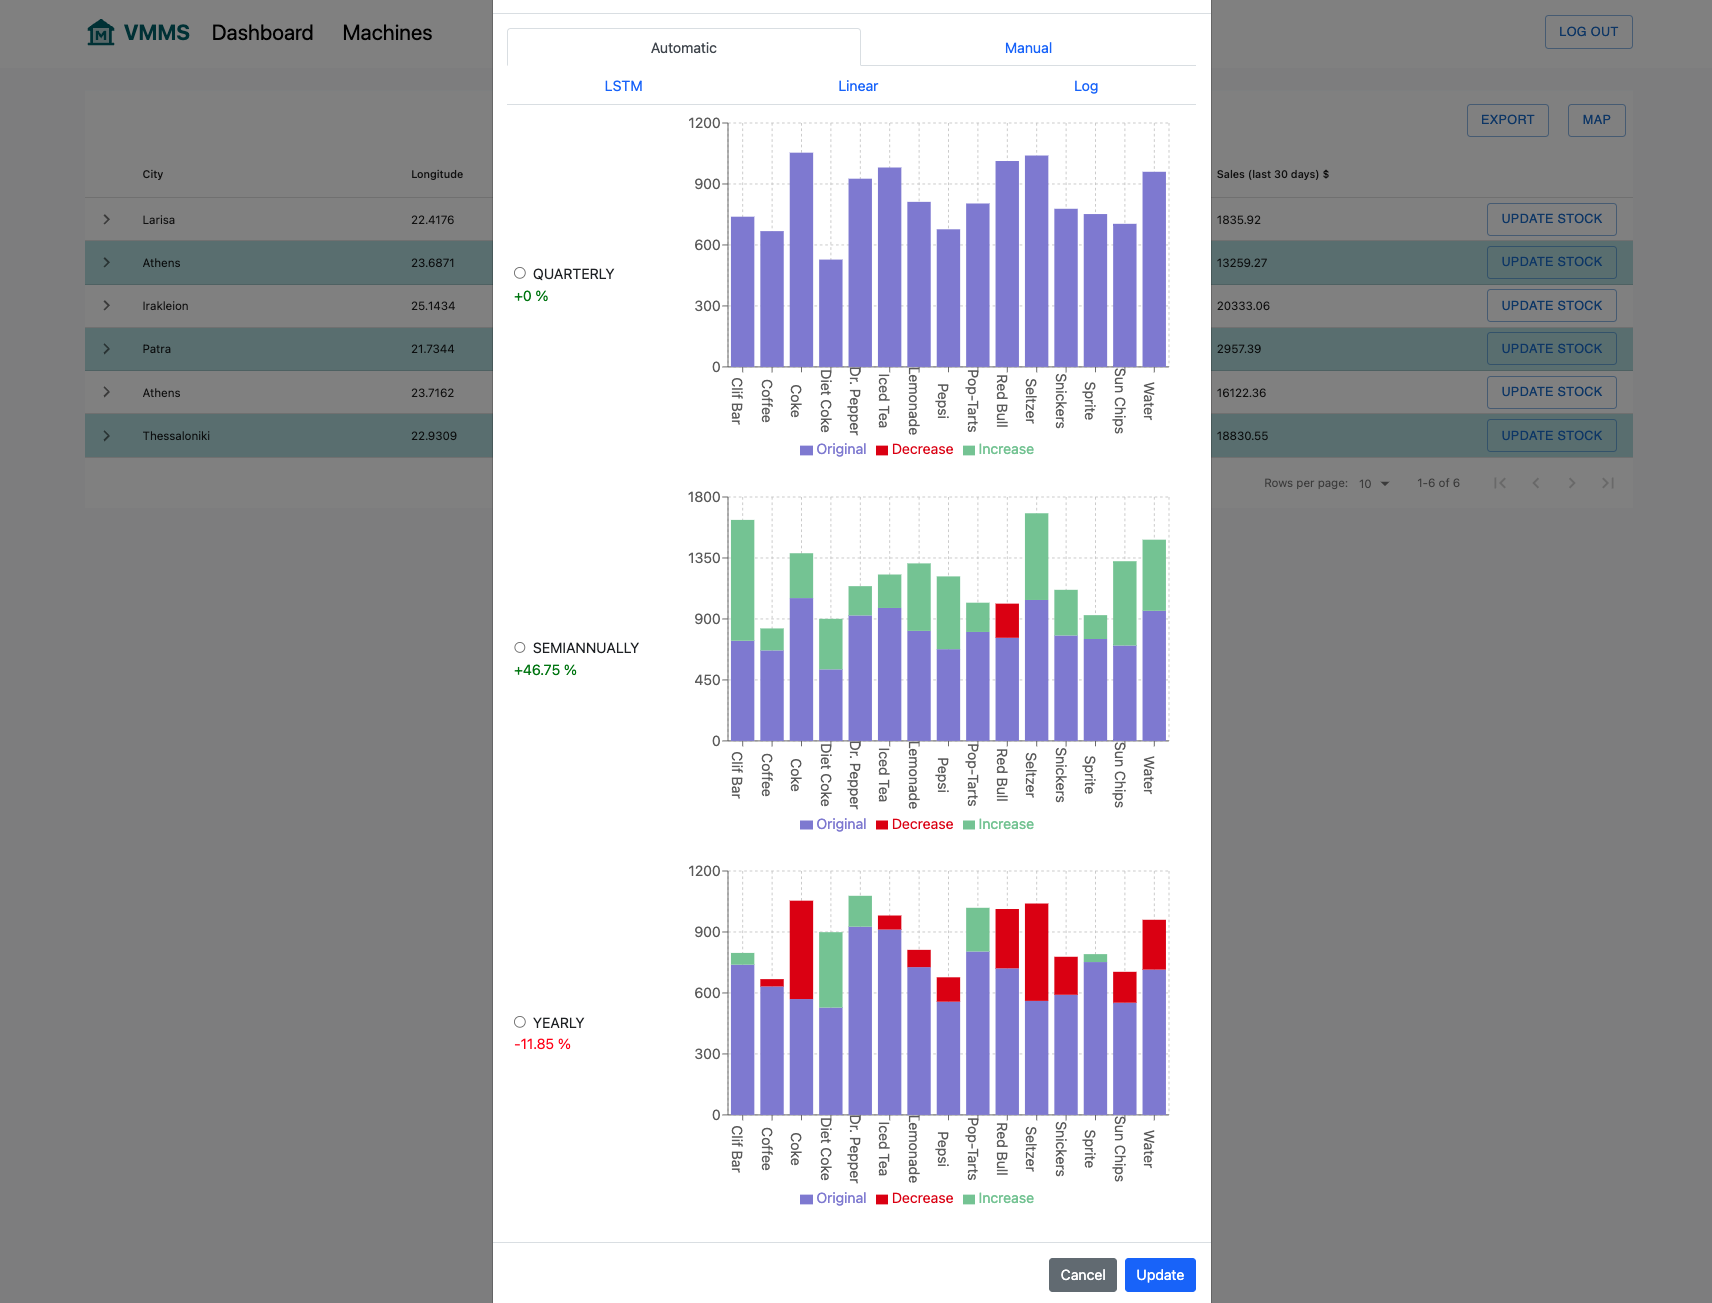 VMMS Dashboard Machines LOG OUT
Automatic Manual
LSTM Linear Log
EXPORT MAP
City Longitude Sales (last 30 days) $
Larisa 22.4176 1835.92 UPDATE STOCK
Athens 23.6871 13259.27 UPDATE STOCK
Irakleion 25.1434 20333.06 UPDATE STOCK
Patra 21.7344 2957.39 UPDATE STOCK
Athens 23.7162 16122.36 UPDATE STOCK
Thessaloniki 22.9309 18830.55 UPDATE STOCK
Rows per page: 10 1-6 of 6
QUARTERLY
+0 %
1200
900
600
300
0
Clif Bar Coffee Coke Diet Coke Dr. Pepper Iced Tea Lemonade Pepsi Pop-Tarts Red Bull Seltzer Snickers Sprite Sun Chips Water
Original Decrease Increase
SEMIANNUALLY
+46.75 %
1800
1350
900
450
0
Clif Bar Coffee Coke Diet Coke Dr. Pepper Iced Tea Lemonade Pepsi Pop-Tarts Red Bull Seltzer Snickers Sprite Sun Chips Water
Original Decrease Increase
YEARLY
-11.85 %
1200
900
600
300
0
Clif Bar Coffee Coke Diet Coke Dr. Pepper Iced Tea Lemonade Pepsi Pop-Tarts Red Bull Seltzer Snickers Sprite Sun Chips Water
Original Decrease Increase
Cancel Update